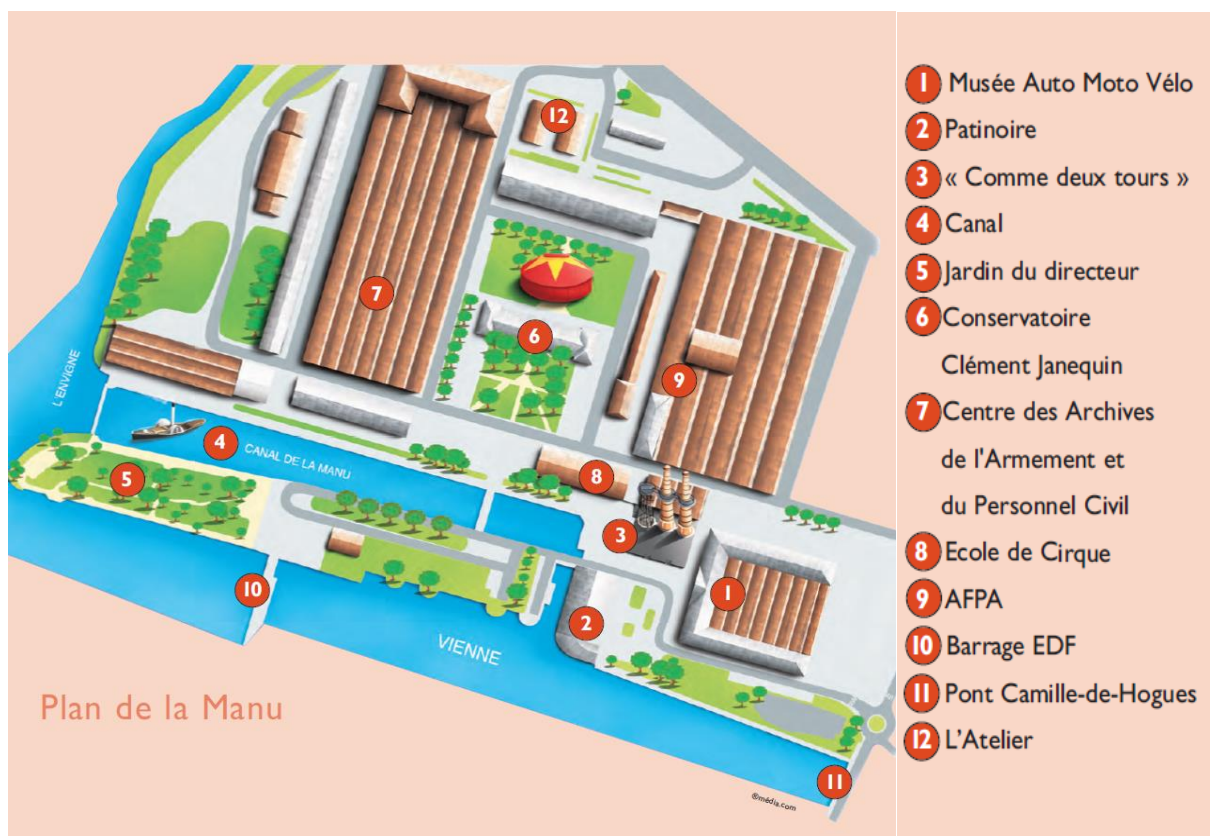 12
7
6
9
L'ENVIGNE
4
CANAL DE LA MANU
8
5
3
10
1
2
VIENNE
Plan de la Manu
11
®média.com
1 Musée Auto Moto Vélo
2 Patinoire
3 « Comme deux tours »
4 Canal
5 Jardin du directeur
6 Conservatoire
Clément Janequin
7 Centre des Archives
de l'Armement et
du Personnel Civil
8 Ecole de Cirque
9 AFPA
10 Barrage EDF
11 Pont Camille-de-Hogues
12 L'Atelier